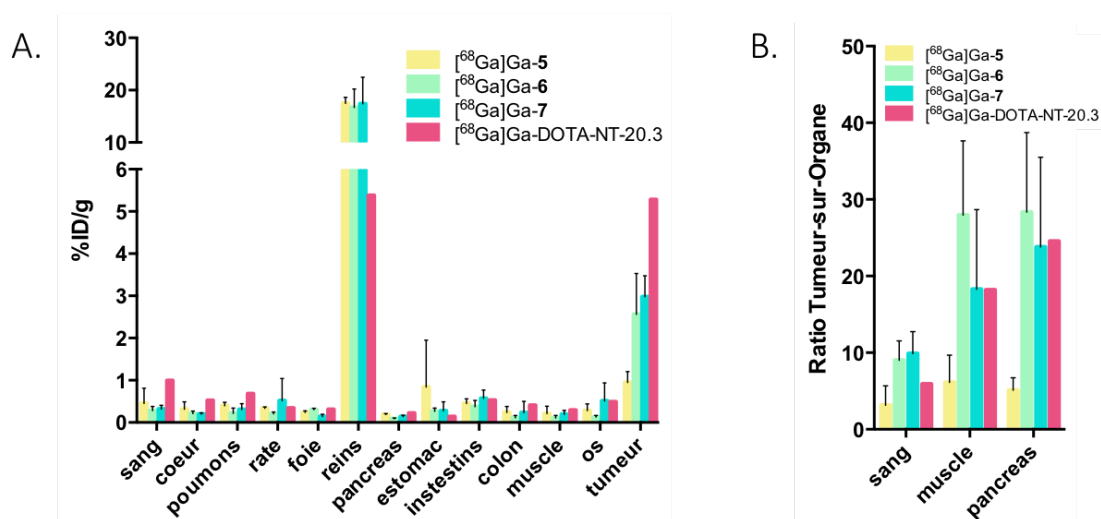 A.
30
20
10
6
5
4
3
2
1
0
%ID/g
[⁶⁸Ga]Ga-5
[⁶⁸Ga]Ga-6
[⁶⁸Ga]Ga-7
[⁶⁸Ga]Ga-DOTA-NT-20.3
sang
coeur
poumons
rate
foie
reins
pancreas
estomac
instestins
colon
muscle
os
tumeur
B.
50
40
30
20
10
0
Ratio Tumeur-sur-Organe
[⁶⁸Ga]Ga-5
[⁶⁸Ga]Ga-6
[⁶⁸Ga]Ga-7
[⁶⁸Ga]Ga-DOTA-NT-20.3
sang
muscle
pancreas